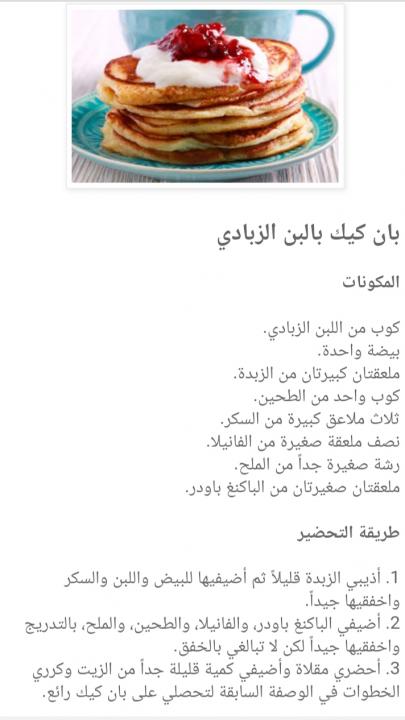 بان كيك بالبن الزبادي
المكونات
كوب من اللبن الزبادي.
بيضة واحدة.
ملعقتان كبيرتان من الزبدة.
كوب واحد من الطحين.
ثلاث ملاعق كبيرة من السكر.
نصف ملعقة صغيرة من الفانيلا.
رشة صغيرة جداً من الملح.
ملعقتان صغيرتان من الباكنغ باودر.
طريقة التحضير
1. أذيبي الزبدة قليلاً ثم أضيفيها للبيض واللبن والسكر
واخفقيها جيداً.
2. أضيفي الباكنغ باودر، والفانيلا، والطحين، والملح، بالتدريج
واخفقيها جيداً لكن لا تبالغي بالخفق.
3. أحضري مقلاة وأضيفي كمية قليلة جداً من الزيت وكرري
الخطوات في الوصفة السابقة لتحصلي على بان كيك رائع.